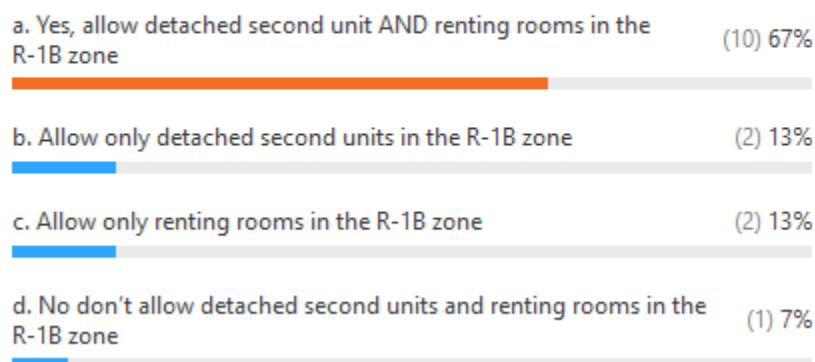 a. Yes, allow detached second unit AND renting rooms in the
R-1B zone
(10) 67%
b. Allow only detached second units in the R-1B zone
(2) 13%
c. Allow only renting rooms in the R-1B zone
(2) 13%
d. No don't allow detached second units and renting rooms in the
R-1B zone
(1) 7%